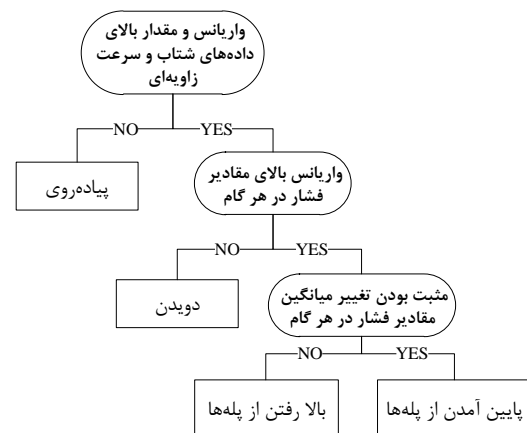 واریانس و مقدار بالای
داده‌های شتاب و سرعت
زاویه‌ای
NO
YES
پیاده‌روی
واریانس بالای مقادیر
فشار در هر گام
NO
YES
دویدن
مثبت بودن تغییر میانگین
مقادیر فشار در هر گام
NO
YES
بالا رفتن از پله‌ها
پایین آمدن از پله‌ها